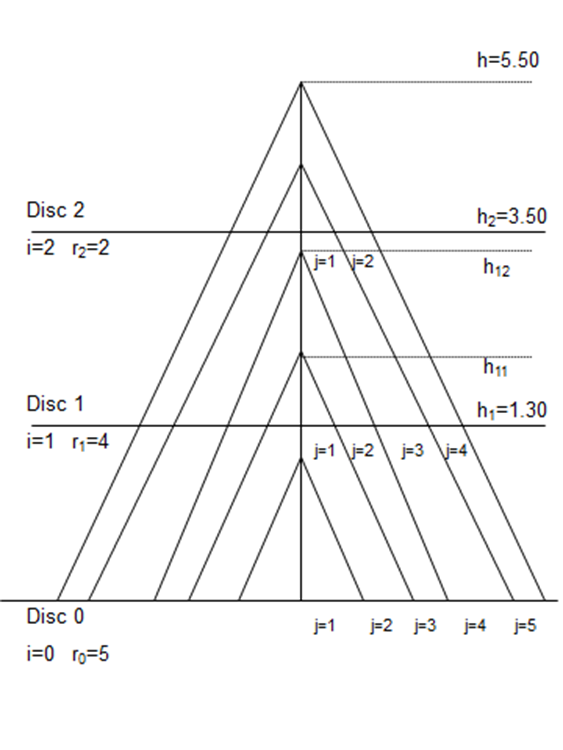 h=5.50
Disc 2
h₂=3.50
i=2 r₂=2
j=1 j=2
h₁₂
h₁₁
Disc 1
h₁=1.30
i=1 r₁=4
j=1 j=2 j=3 j=4
Disc 0
j=1 j=2 j=3 j=4 j=5
i=0 r₀=5